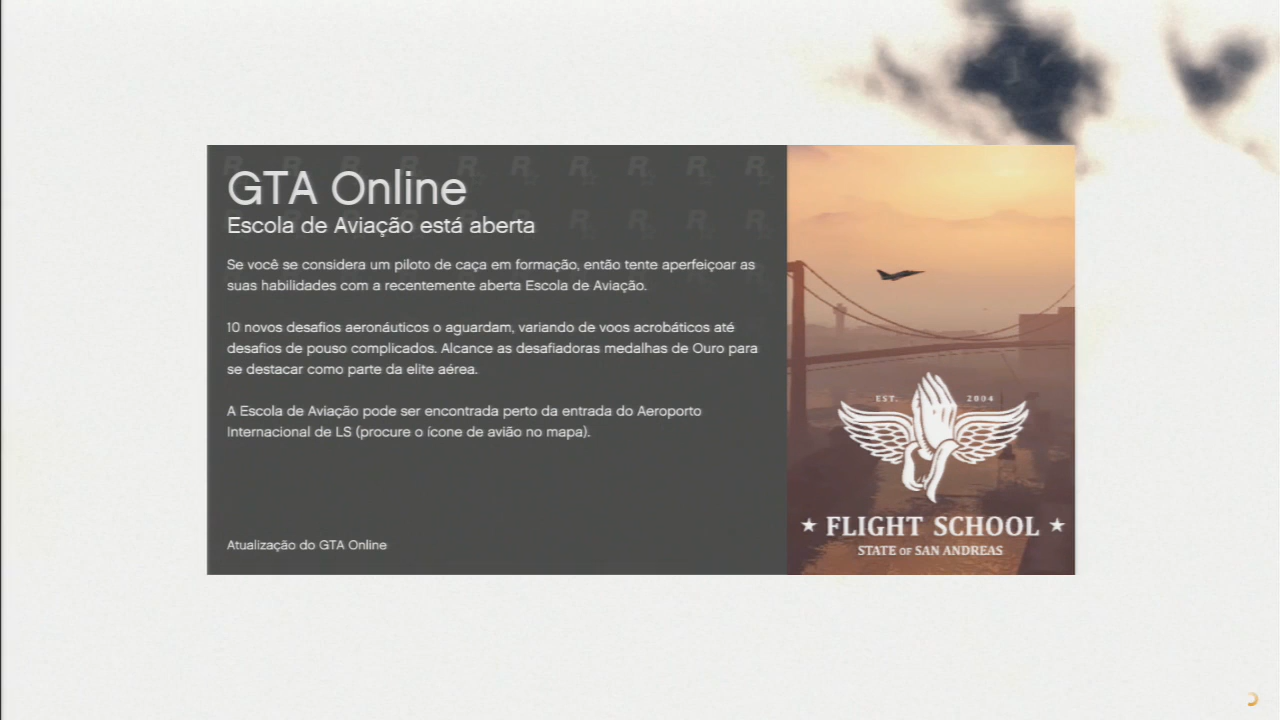 GTA Online
Escola de Aviação está aberta
Se você se considera um piloto de caça em formação, então tente aperfeiçoar as
suas habilidades com a recentemente aberta Escola de Aviação.
10 novos desafios aeronáuticos o aguardam, variando de voos acrobáticos até
desafios de pouso complicados. Alcance as desafiadoras medalhas de Ouro para
se destacar como parte da elite aérea.
A Escola de Aviação pode ser encontrada perto da entrada do Aeroporto
Internacional de LS (procure o ícone de avião no mapa).
Atualização do GTA Online
EST. 2004
★ FLIGHT SCHOOL ★
STATE OF SAN ANDREAS